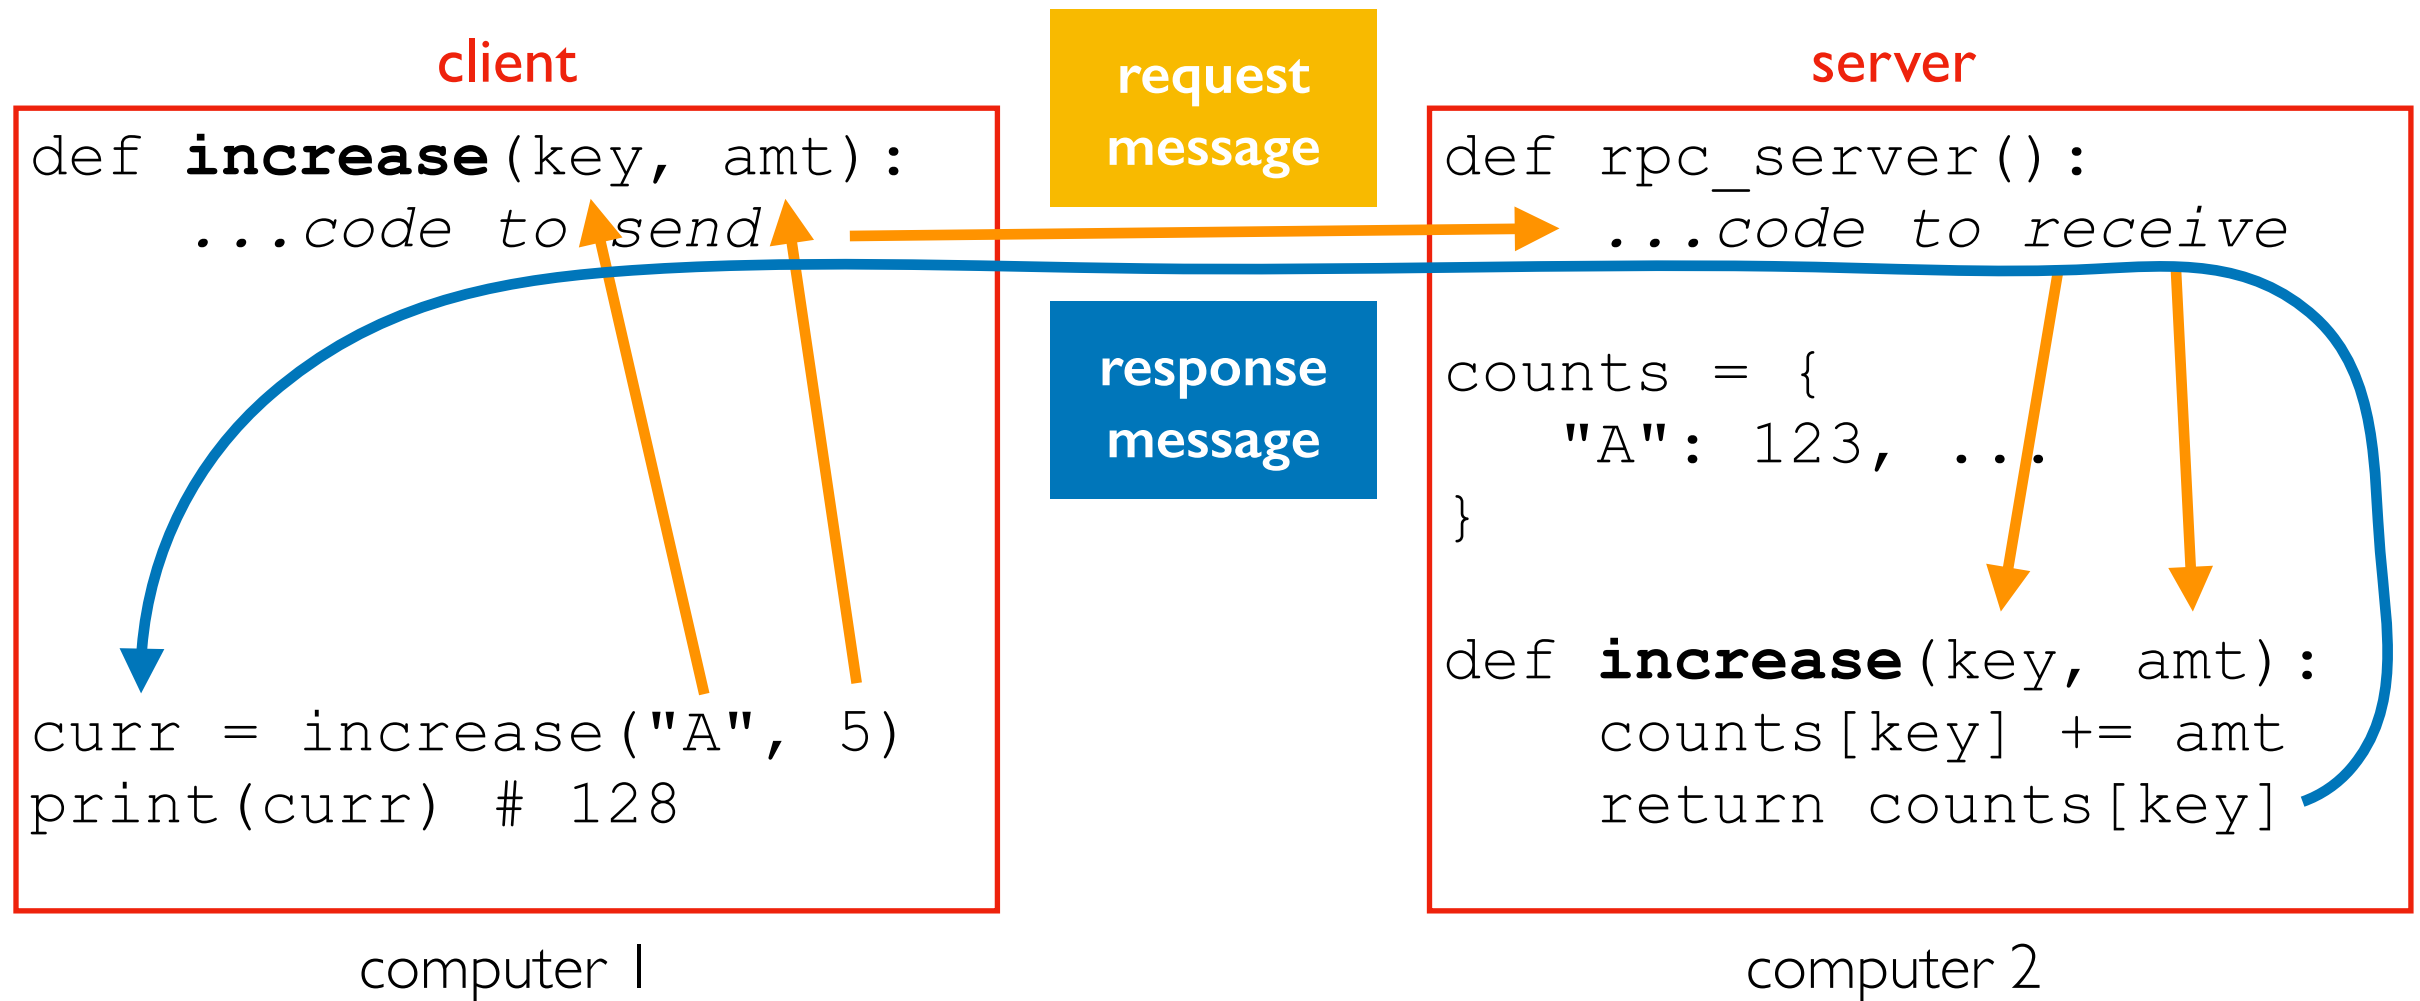 client
def increase(key, amt):
...code to send
curr = increase("A", 5)
print(curr) # 128
computer 1
request
message
response
message
server
def rpc_server():
...code to receive
counts = {
"A": 123, ...
}
def increase(key, amt):
counts[key] += amt
return counts[key]
computer 2